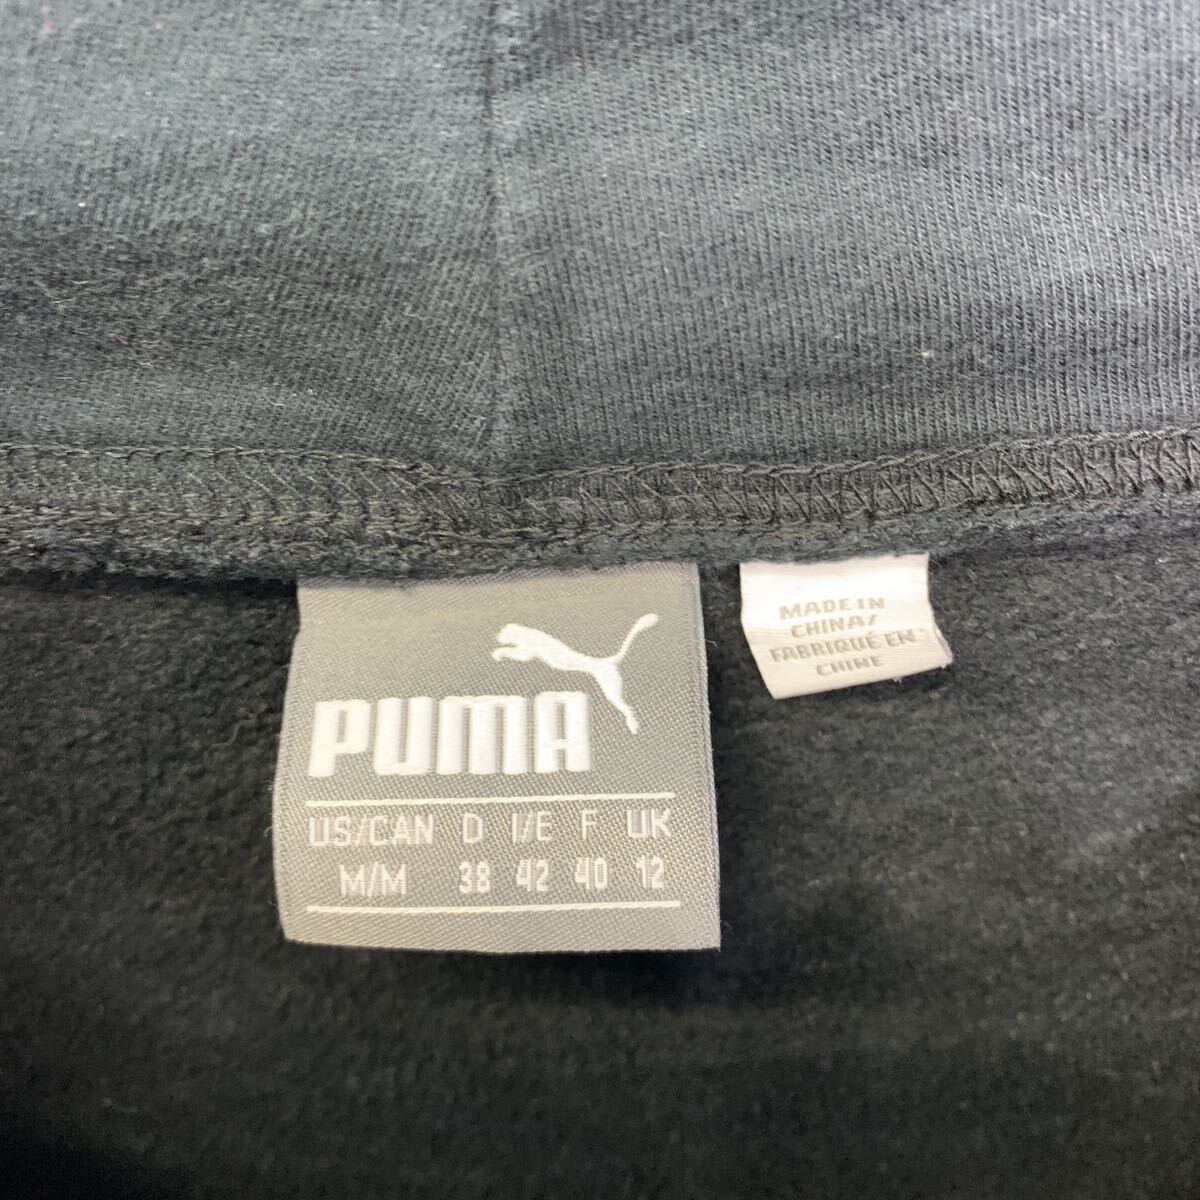 PUMA
US/CAN D I/E F UK
M/M 38 42 40 12
MADE IN
CHINA/
FABRIQUÉ EN
CHINE